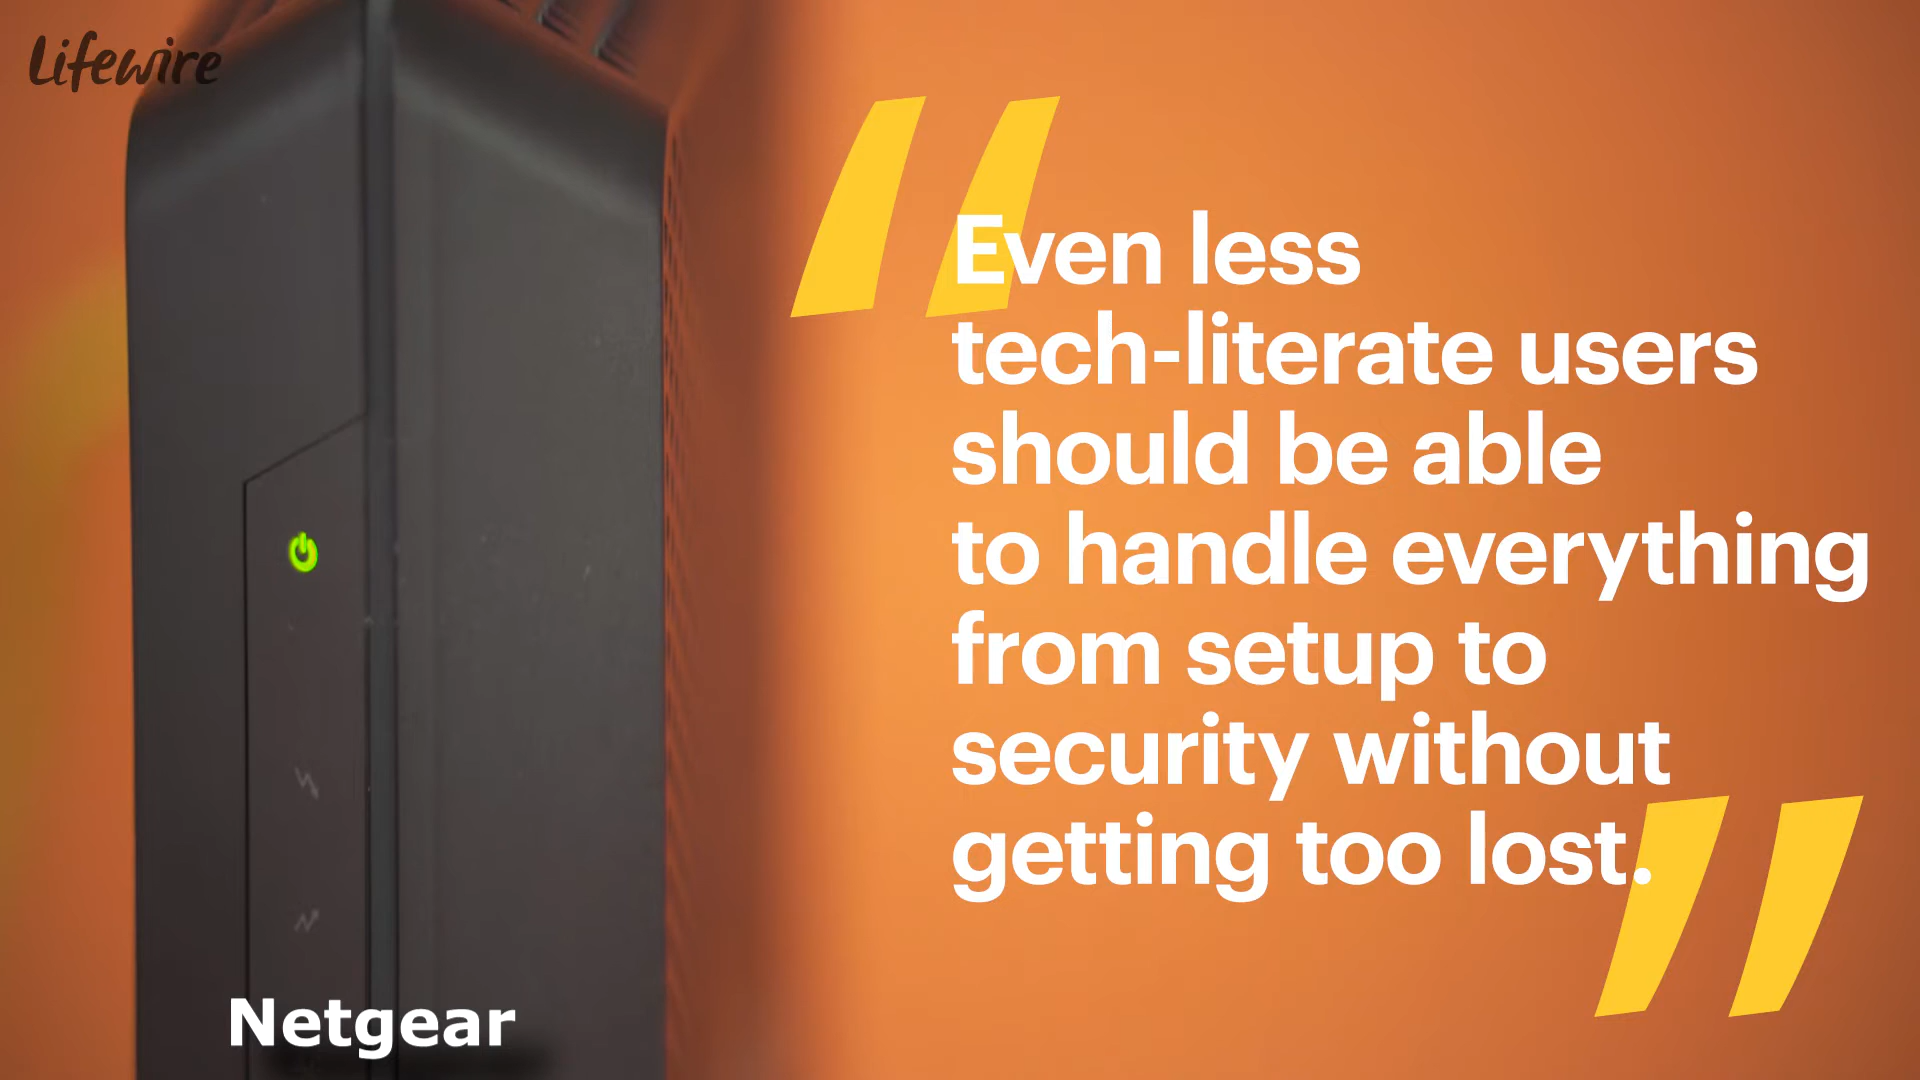 Lifewire
Even less
tech-literate users
should be able
to handle everything
from setup to
security without
getting too lost.
Netgear